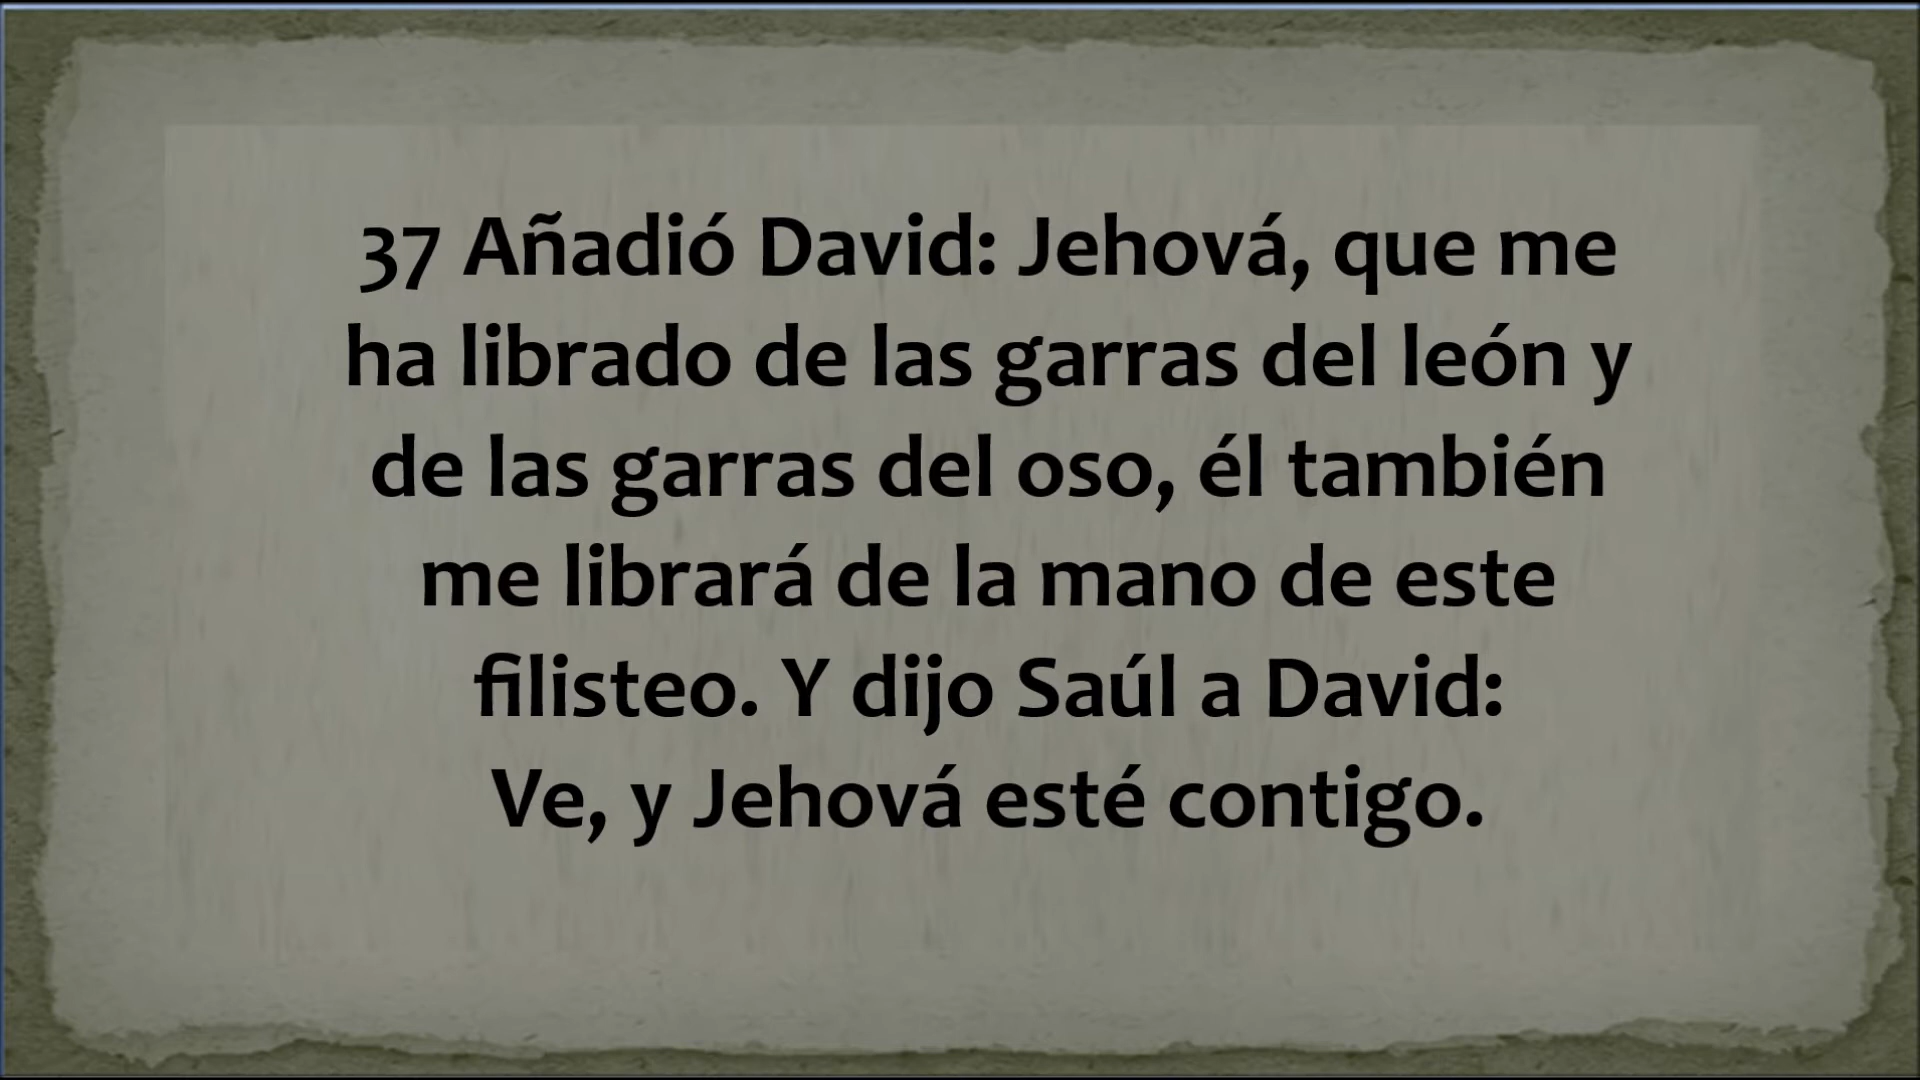 37 Añadió David: Jehová, que me
ha librado de las garras del león y
de las garras del oso, él también
me librará de la mano de este
filisteo. Y dijo Saúl a David:
Ve, y Jehová esté contigo.